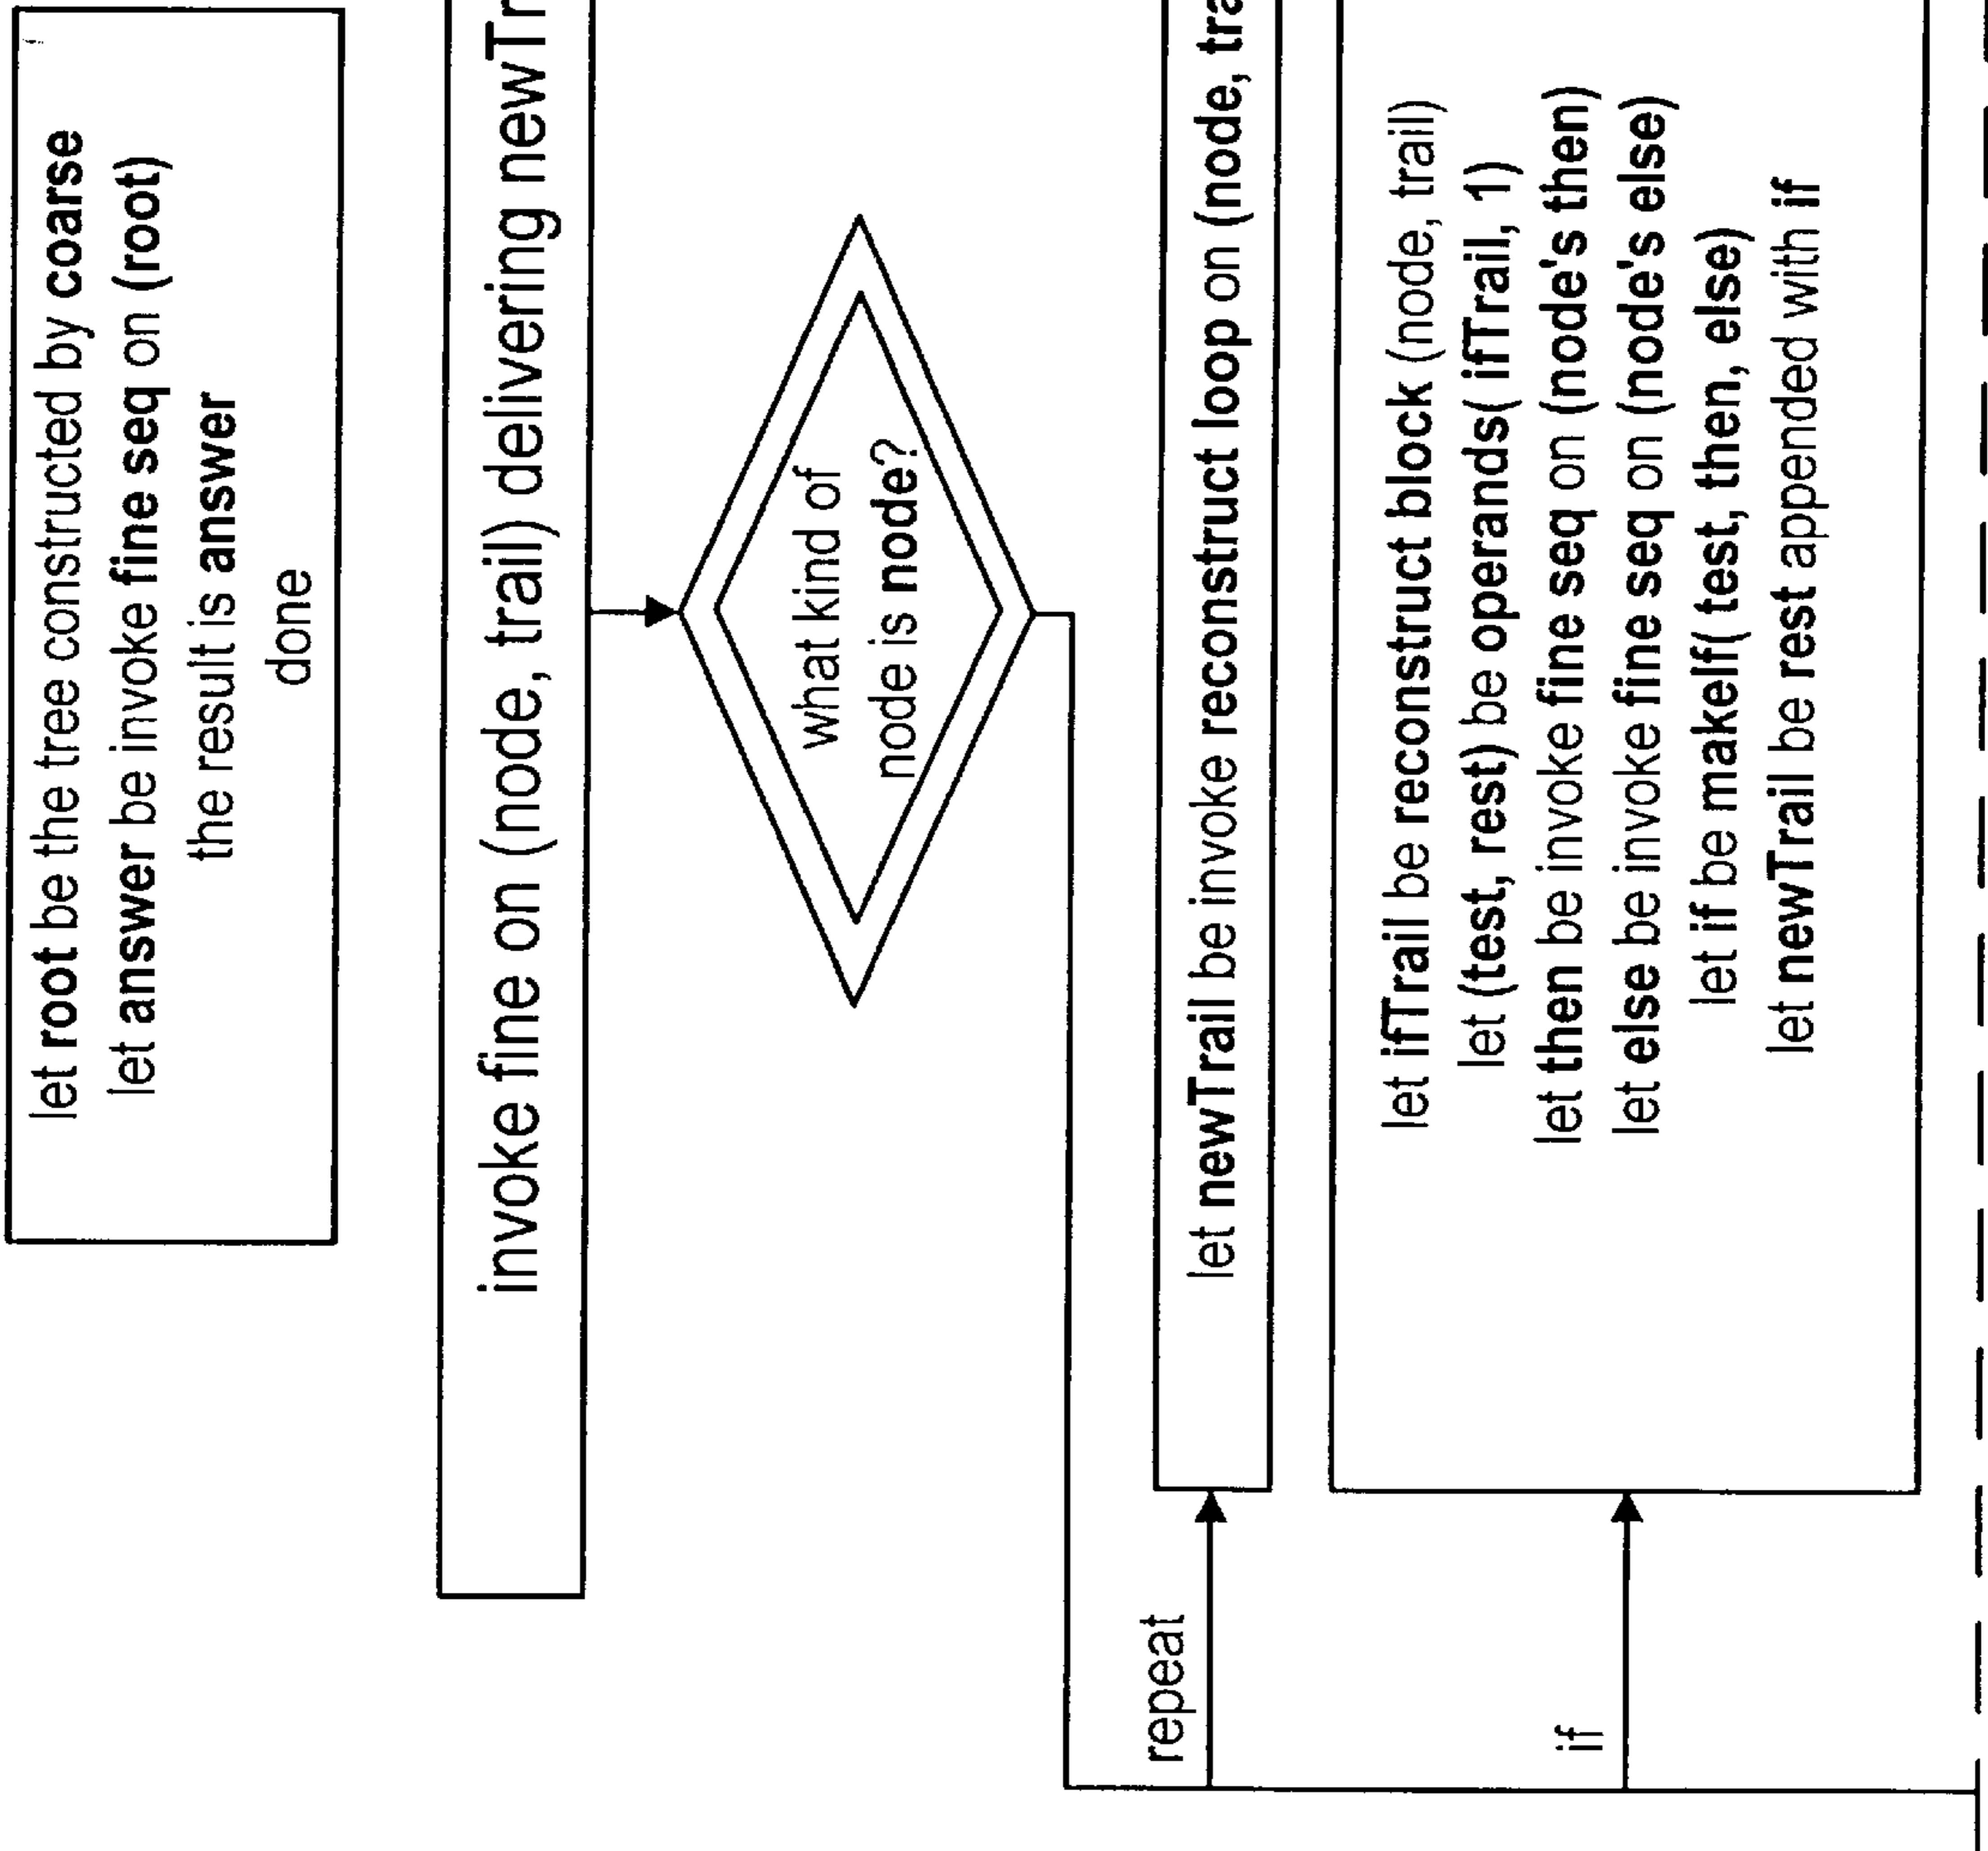 let root be the tree constructed by coarse
let answer be invoke fine seq on (root)
the result is answer
done
invoke fine on (node, trail) delivering newTr
what kind of
node is node?
repeat
let newTrail be invoke reconstruct loop on (node, tra
if
let ifTrail be reconstruct block (node, trail)
let (test, rest) be operands( ifTrail, 1)
let then be invoke fine seq on (node's then)
let else be invoke fine seq on (node's else)
let if be makeIf( test, then, else)
let newTrail be rest appended with if